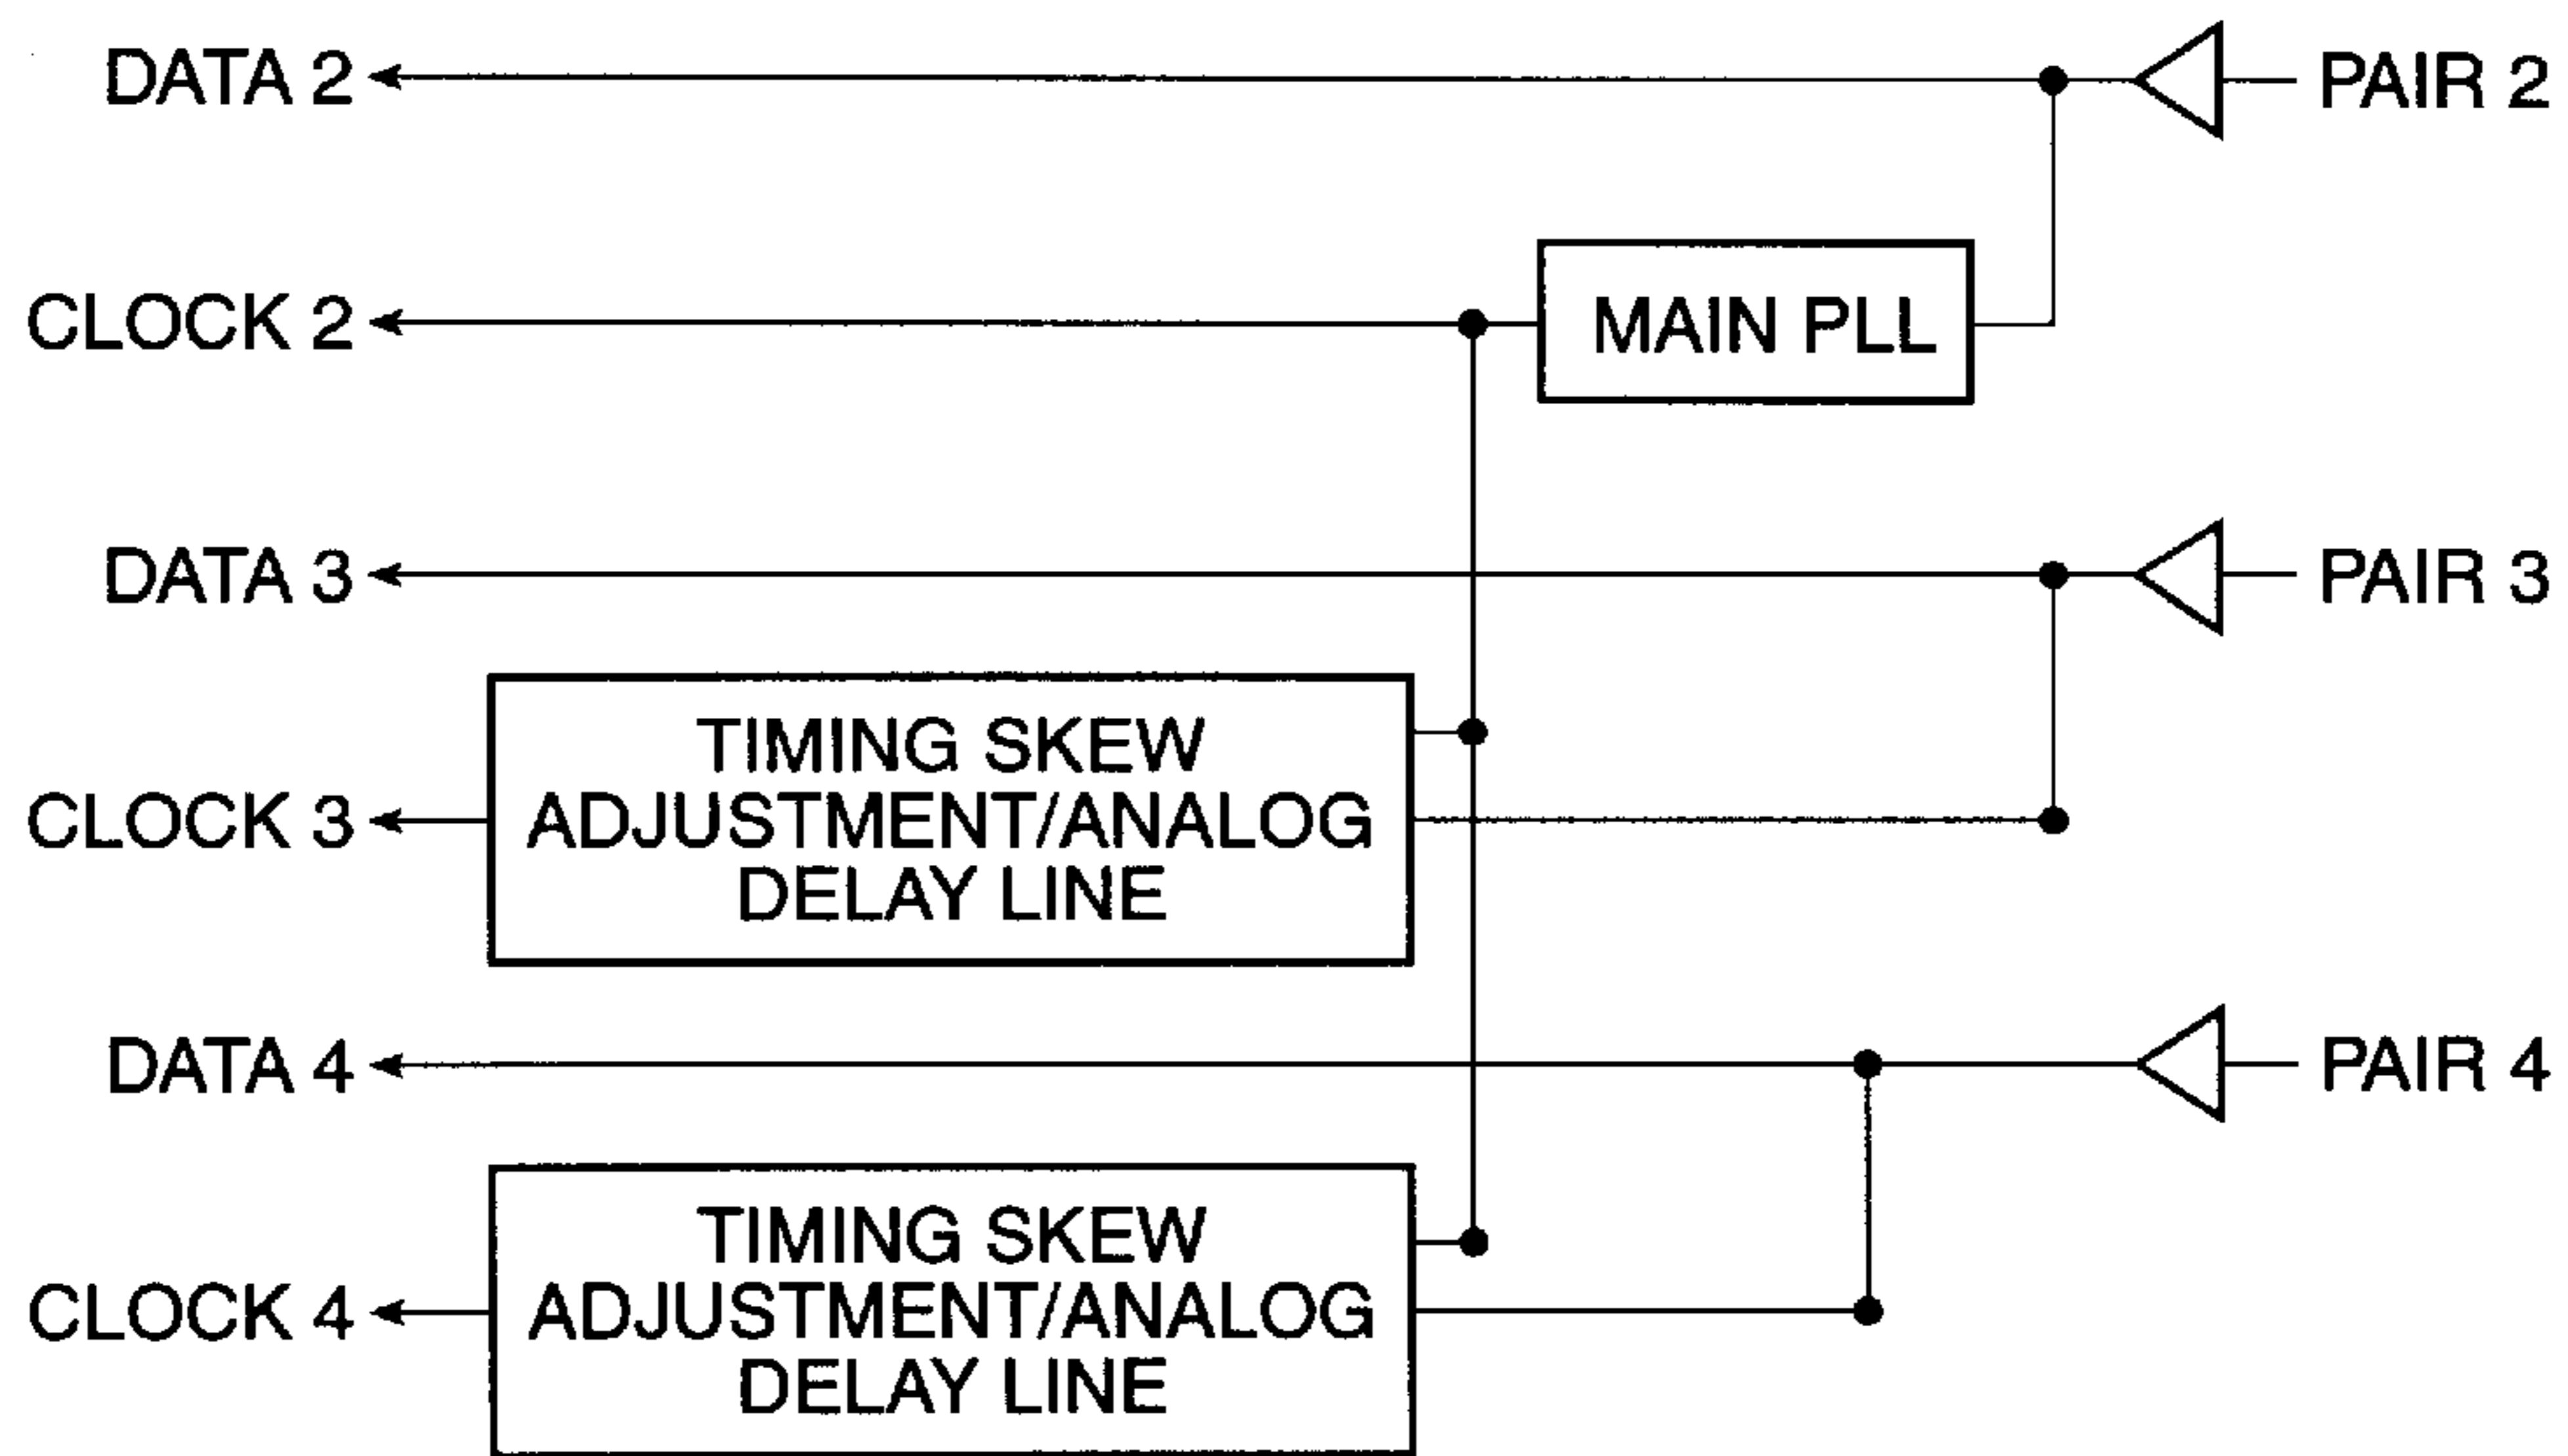 DATA 2
PAIR 2
CLOCK 2
MAIN PLL
DATA 3
PAIR 3
TIMING SKEW
ADJUSTMENT/ANALOG
DELAY LINE
CLOCK 3
DATA 4
PAIR 4
TIMING SKEW
ADJUSTMENT/ANALOG
DELAY LINE
CLOCK 4